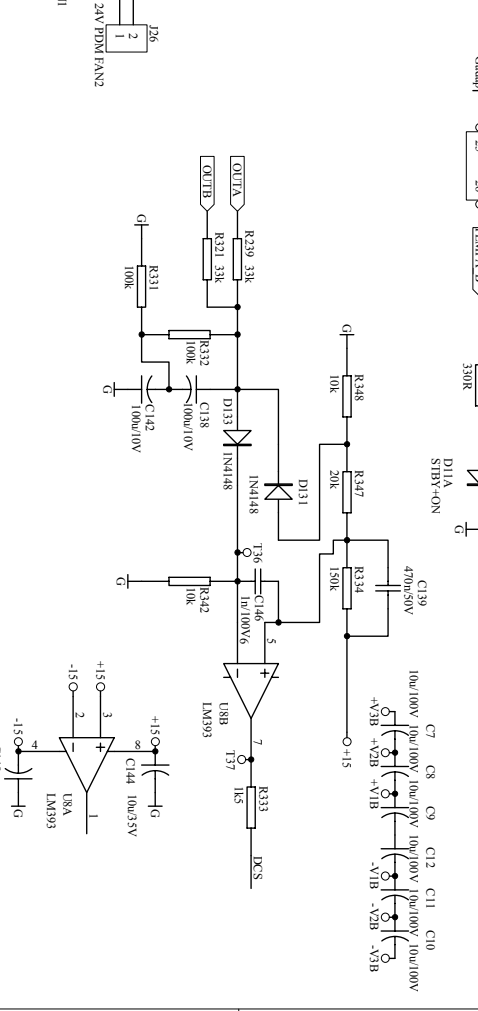 J26
2
1
24V PDM FAN2
330R
D11A
STBY+ON
G
OUTA
OUTB
R239 33k
R321 33k
G
R331
100k
R332
100k
G
C138
100u/10V
C142
100u/10V
D133
1N4148
D131
1N4148
G
R348
10k
R347
20k
R334
150k
C139
470n/50V
+15
T36
C146
1n/100V
G
R342
10k
6
5
7
U8B
LM393
T37
R333
1k5
DCS
-15
+15
2
3
-15
4
+15
8
1
U8A
LM393
C144
10u/35V
G
G
C7
10u/100V
C8
10u/100V
C9
10u/100V
C12
10u/100V
C11
10u/100V
C10
10u/100V
+V3B
+V2B
+V1B
-V1B
-V2B
-V3B